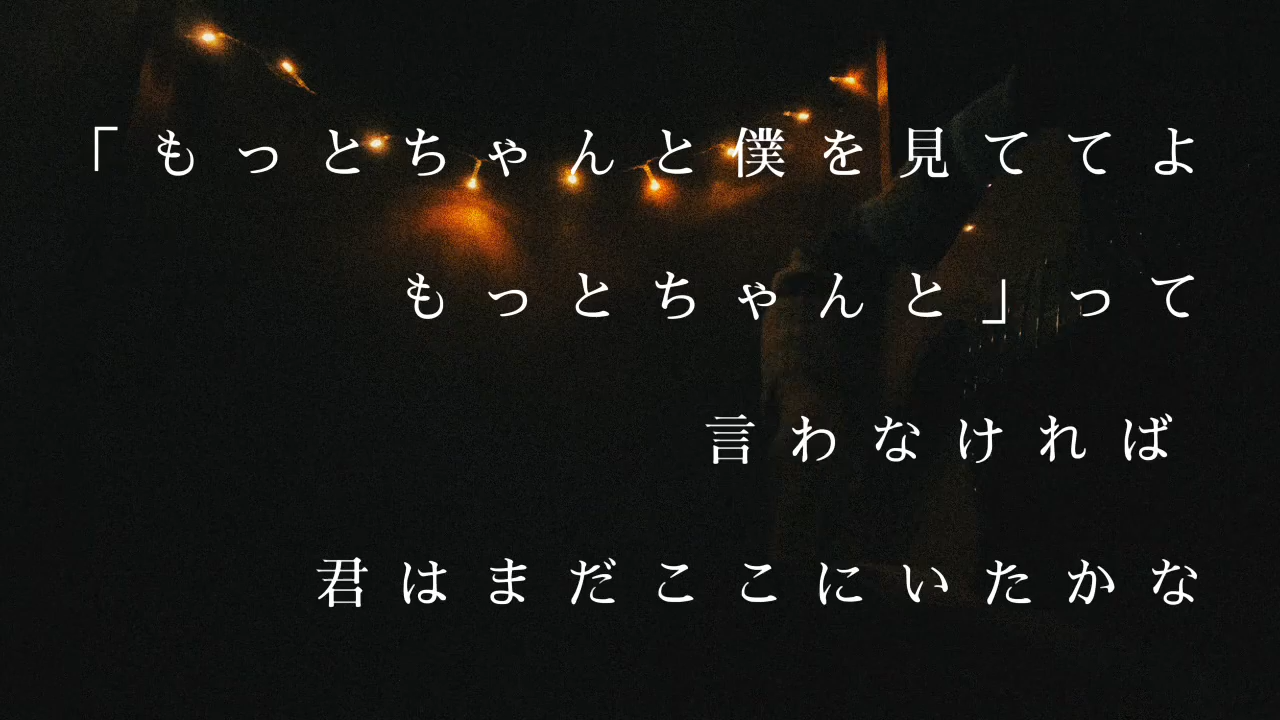 「もっとちゃんと僕を見ててよ
もっとちゃんと」って
言わなければ
君はまだここにいたかな